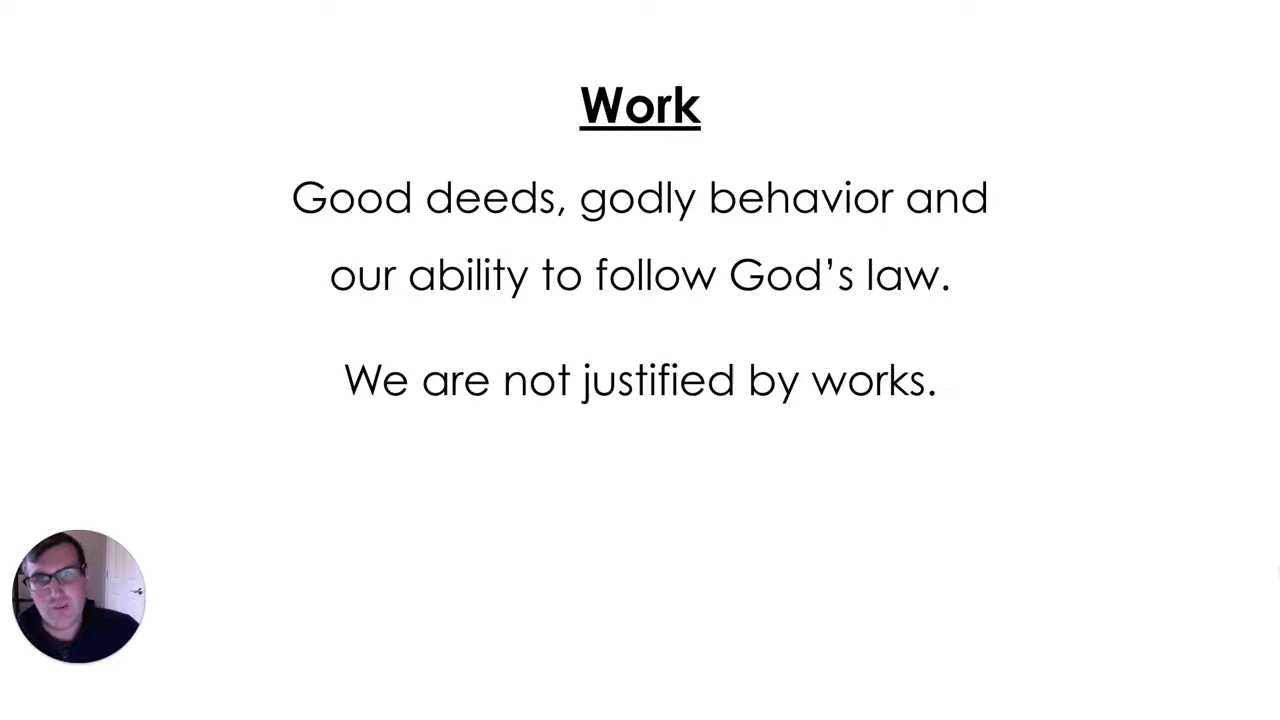 Work
Good deeds, godly behavior and
our ability to follow God’s law.
We are not justified by works.